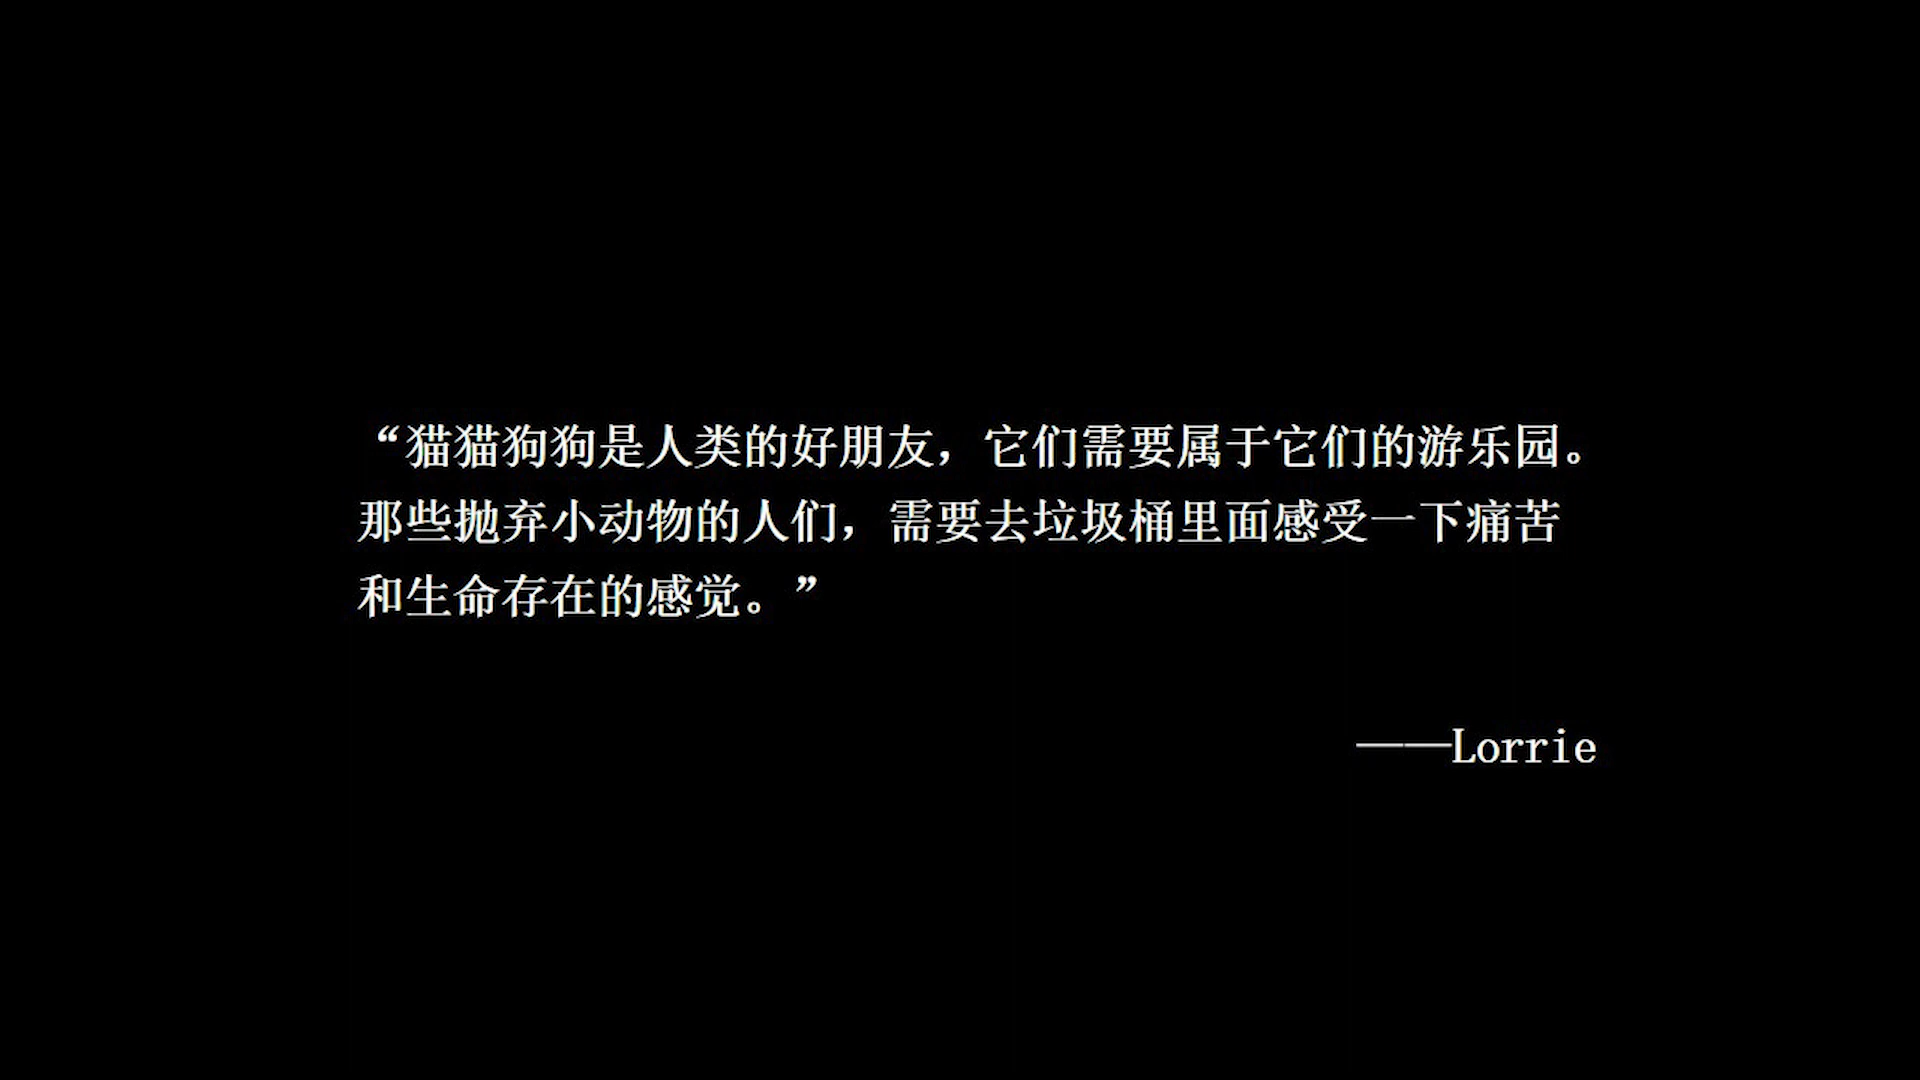 “猫猫狗狗是人类的好朋友，它们需要属于它们的游乐园。
那些抛弃小动物的人们，需要去垃圾桶里面感受一下痛苦
和生命存在的感觉。”
——Lorrie